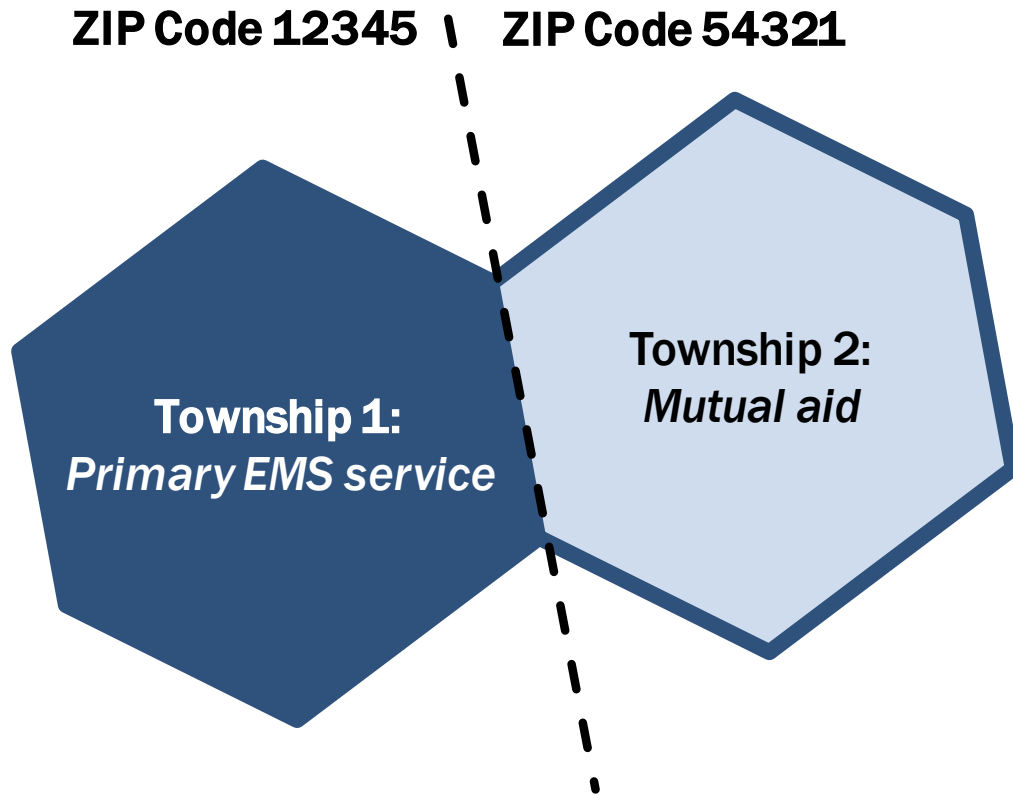 ZIP Code 12345
ZIP Code 54321
Township 1:
Primary EMS service
Township 2:
Mutual aid